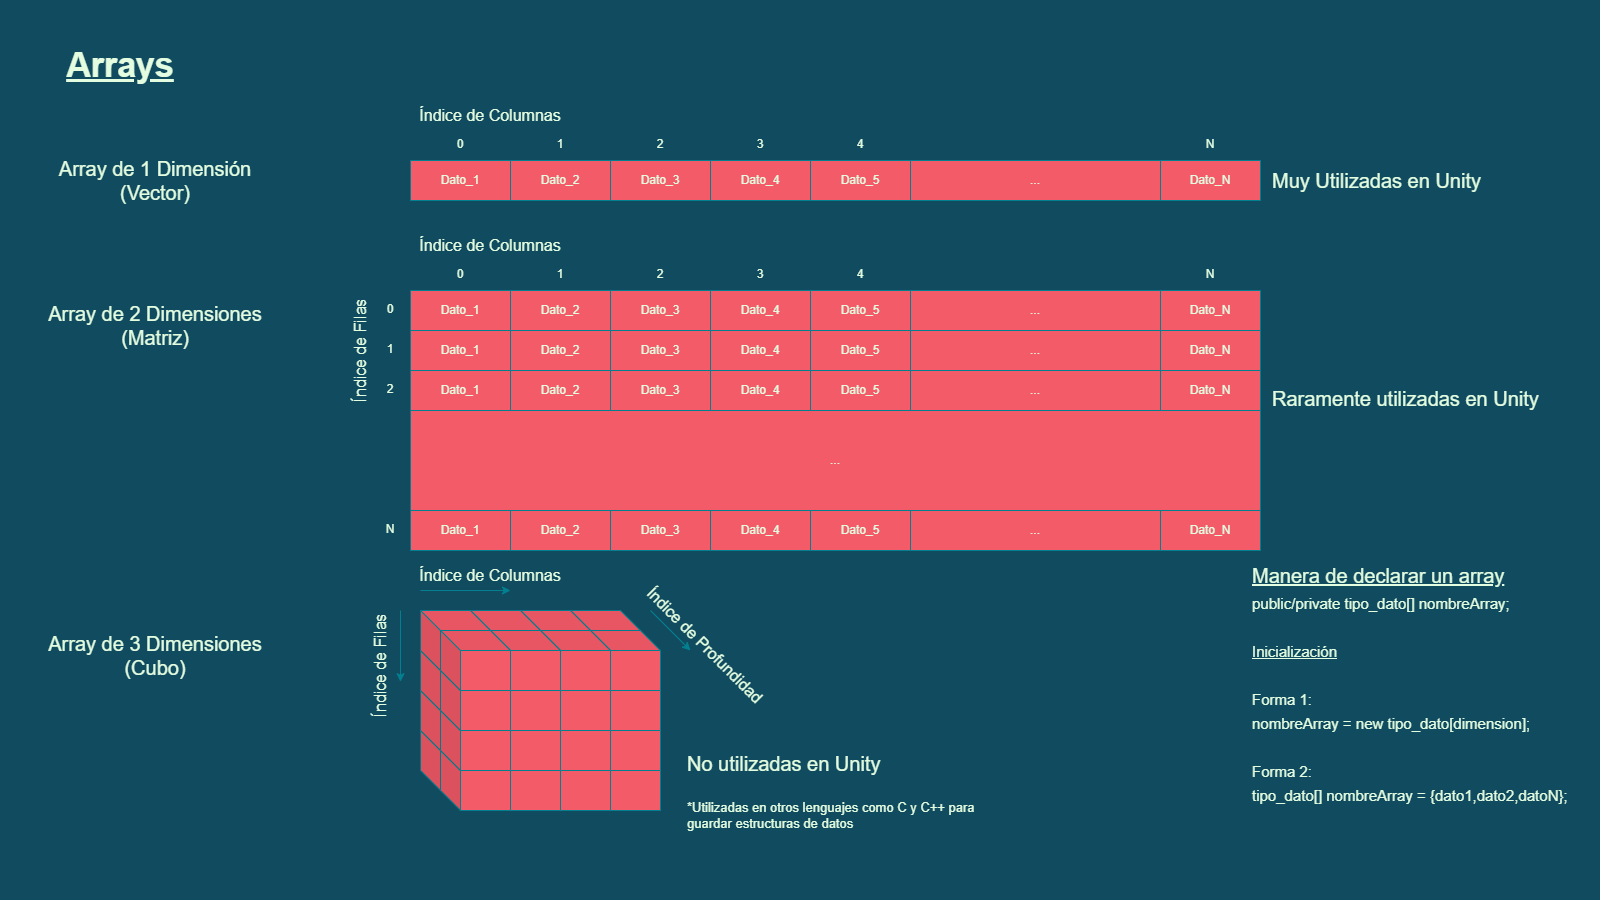 Arrays
Índice de Columnas
0 1 2 3 4 N
Array de 1 Dimensión
(Vector)
Dato_1 Dato_2 Dato_3 Dato_4 Dato_5 ... Dato_N
Muy Utilizadas en Unity
Índice de Columnas
0 1 2 3 4 N
Array de 2 Dimensiones
(Matriz)
Índice de Filas
0 Dato_1 Dato_2 Dato_3 Dato_4 Dato_5 ... Dato_N
1 Dato_1 Dato_2 Dato_3 Dato_4 Dato_5 ... Dato_N
2 Dato_1 Dato_2 Dato_3 Dato_4 Dato_5 ... Dato_N
...
N Dato_1 Dato_2 Dato_3 Dato_4 Dato_5 ... Dato_N
Raramente utilizadas en Unity
Índice de Columnas
Array de 3 Dimensiones
(Cubo)
Índice de Filas
Índice de Profundidad
No utilizadas en Unity
*Utilizadas en otros lenguajes como C y C++ para
guardar estructuras de datos
Manera de declarar un array
public/private tipo_dato[] nombreArray;
Inicialización
Forma 1:
nombreArray = new tipo_dato[dimension];
Forma 2:
tipo_dato[] nombreArray = {dato1,dato2,datoN};